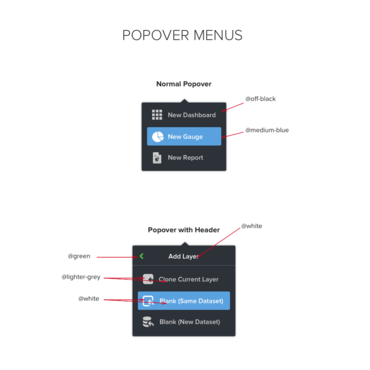 POPOVER MENUS
Normal Popover
@off-black
New Dashboard
@medium-blue
New Gauge
New Report
@white
Popover with Header
@green
Add Layer
@lighter-grey
Clone Current Layer
@white
Blank (Same Dataset)
Blank (New Dataset)